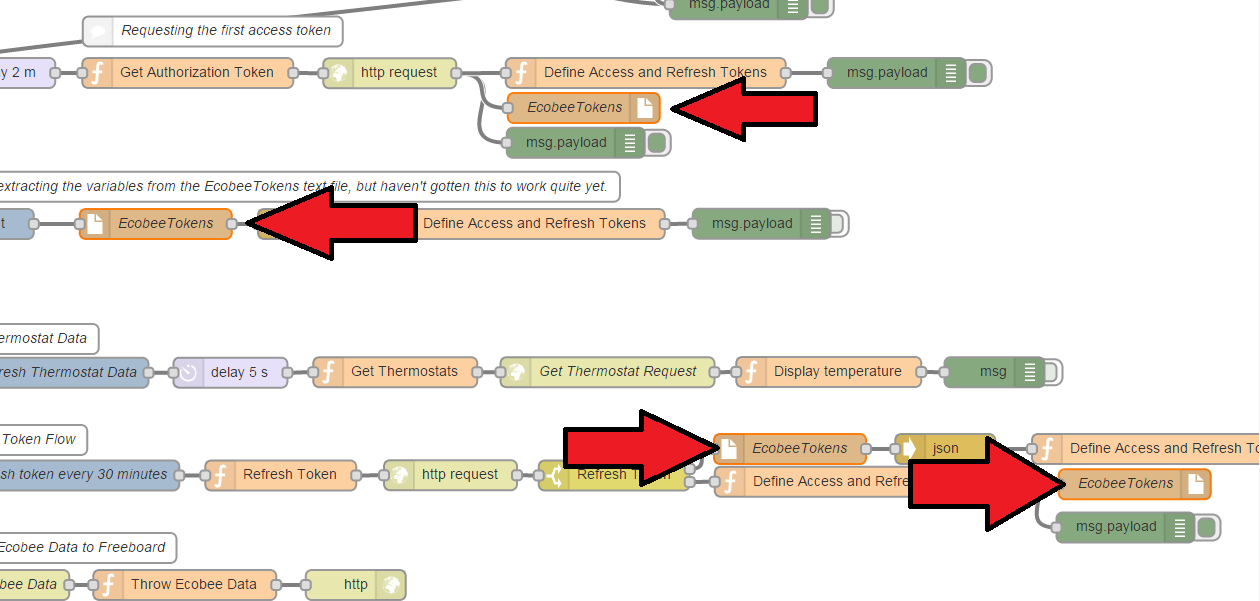 msg.payload
Requesting the first access token
y 2 m
Get Authorization Token
http request
Define Access and Refresh Tokens
msg.payload
EcobeeTokens
msg.payload
extracting the variables from the EcobeeTokens text file, but haven't gotten this to work quite yet.
t
EcobeeTokens
Define Access and Refresh Tokens
msg.payload
ermostat Data
resh Thermostat Data
delay 5 s
Get Thermostats
Get Thermostat Request
Display temperature
msg
Token Flow
EcobeeTokens
json
Define Access and Refresh To
sh token every 30 minutes
Refresh Token
http request
Refresh T
Define Access and Refre
EcobeeTokens
msg.payload
Ecobee Data to Freeboard
bee Data
Throw Ecobee Data
http